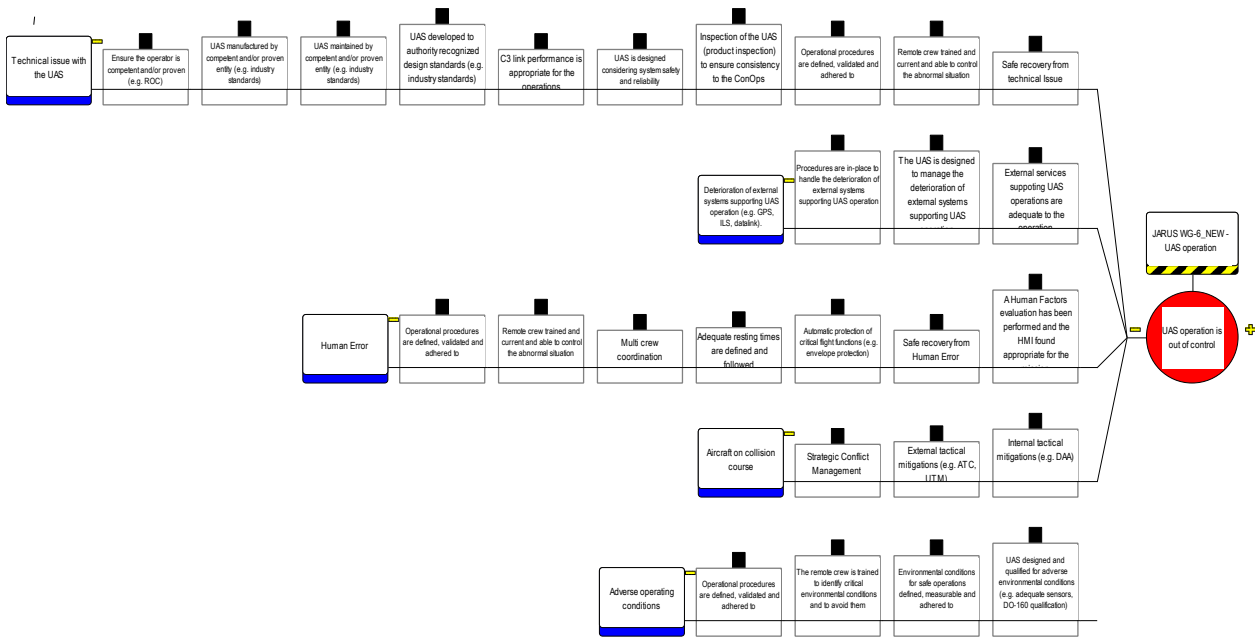 Technical issue with
the UAS
Ensure the operator is
competent and/or proven
(e.g. ROC)
UAS manufactured by
competent and/or proven
entity (e.g. industry
standards)
UAS maintained by
competent and/or proven
entity (e.g. industry
standards)
UAS developed to
authority recognized
design standards (e.g.
industry standards)
C3 link performance is
appropriate for the
operations
UAS is designed
considering system safety
and reliability
Inspection of the UAS
(product inspection)
to ensure consistency
to the ConOps
Operational procedures
are defined, validated and
adhered to
Remote crew trained and
current and able to control
the abnormal situation
Safe recovery from
technical Issue
Deterioration of external
systems supporting UAS
operation (e.g. GPS,
ILS, datalink).
Procedures are in-place to
handle the deterioration of
external systems
supporting UAS operation
The UAS is designed
to manage the
deterioration of
external systems
supporting UAS
External services
suppoting UAS
operations are
adequate to the
operation
JARUS WG-6_NEW -
UAS operation
UAS operation is
out of control
Human Error
Operational procedures
are defined, validated and
adhered to
Remote crew trained and
current and able to control
the abnormal situation
Multi crew
coordination
Adequate resting times
are defined and
followed
Automatic protection of
critical flight functions (e.g.
envelope protection)
Safe recovery from
Human Error
A Human Factors
evaluation has been
performed and the
HMI found
appropriate for the
Aircraft on collision
course
Strategic Conflict
Management
External tactical
mitigations (e.g. ATC,
UTM)
Internal tactical
mitigations (e.g. DAA)
Adverse operating
conditions
Operational procedures
are defined, validated and
adhered to
The remote crew is trained
to identify critical
environmental conditions
and to avoid them
Environmental conditions
for safe operations
defined, measurable and
adhered to
UAS designed and
qualified for adverse
environmental conditions
(e.g. adequate sensors,
DO-160 qualification)